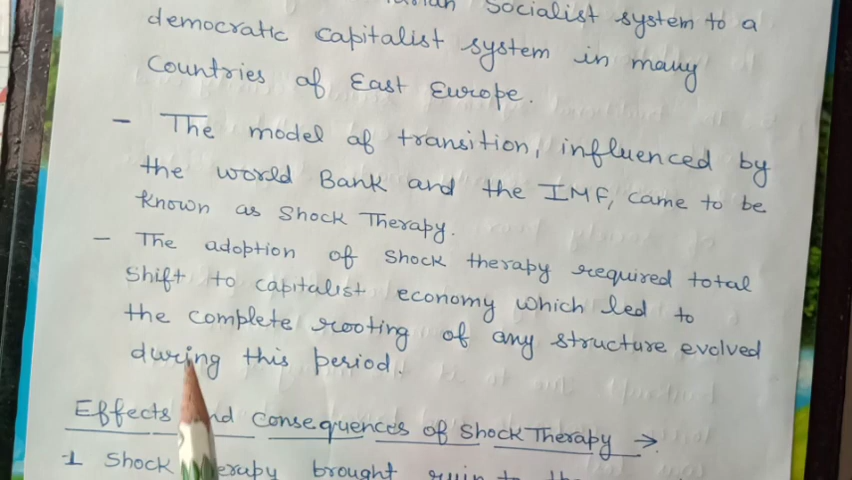 Socialist system to a
democratic capitalist system in many
Countries of East Europe.
- The model of transition, influenced by
the world Bank and the IMF, came to be
known as Shock Therapy.
- The adoption of shock therapy required total
shift to capitalist economy which led to
the complete rooting of any structure evolved
during this period.
Effects and Consequences of Shock Therapy →
1 Shock brought ruin to the